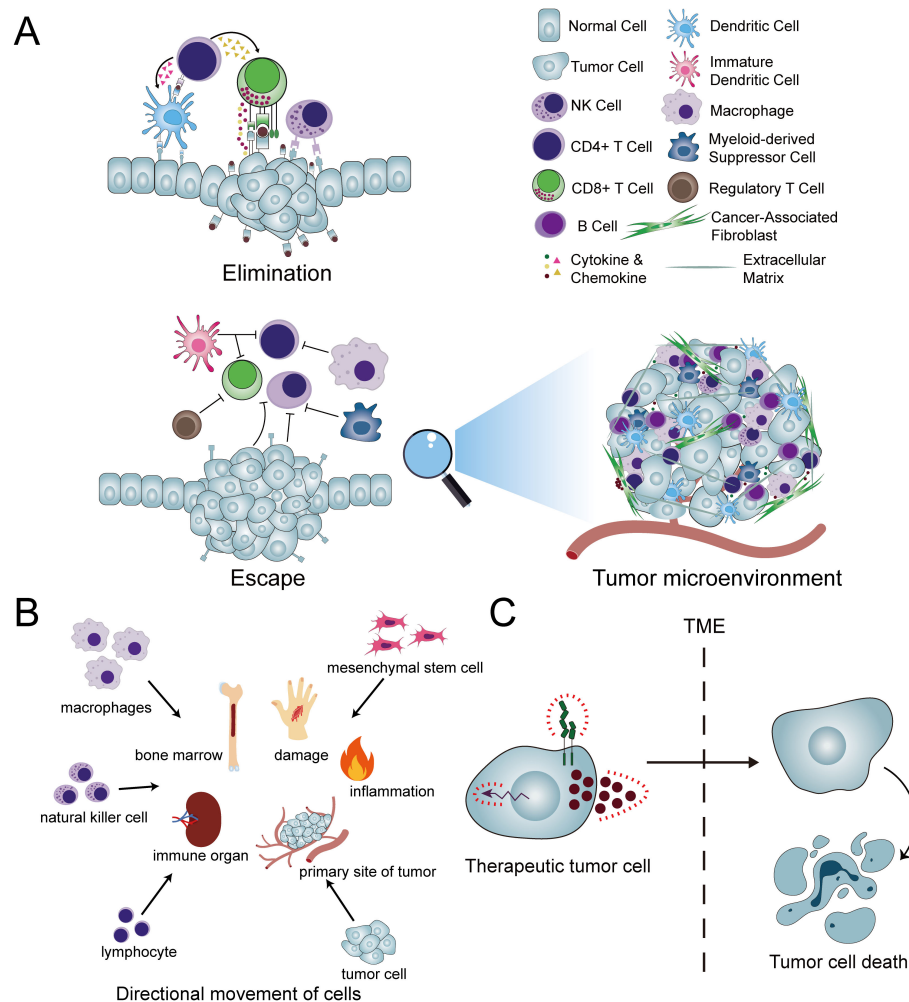 A
Normal Cell
Dendritic Cell
Tumor Cell
Immature
Dendritic Cell
NK Cell
Macrophage
CD4+ T Cell
Myeloid-derived
Suppressor Cell
CD8+ T Cell
Regulatory T Cell
B Cell
Cancer-Associated
Fibroblast
Cytokine &
Chemokine
Extracellular
Matrix
Elimination
Escape
Tumor microenvironment
B
macrophages
mesenchymal stem cell
bone marrow
damage
natural killer cell
inflammation
immune organ
primary site of tumor
lymphocyte
tumor cell
Directional movement of cells
C
TME
Therapeutic tumor cell
Tumor cell death